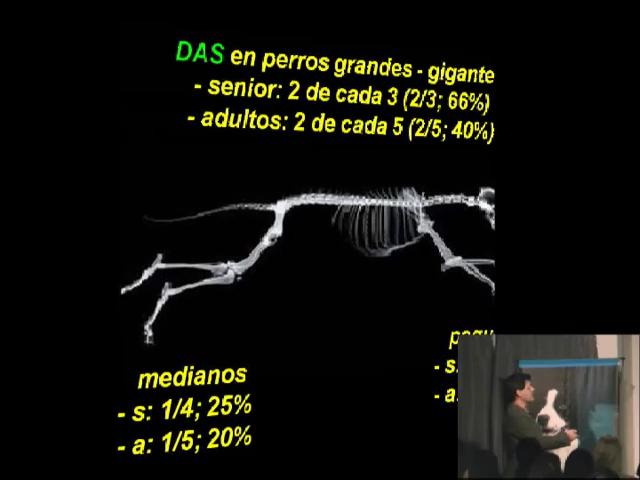 DAS en perros grandes - gigante
- senior: 2 de cada 3 (2/3; 66%)
- adultos: 2 de cada 5 (2/5; 40%)
medianos
- s: 1/4; 25%
- a: 1/5; 20%
- s
- a